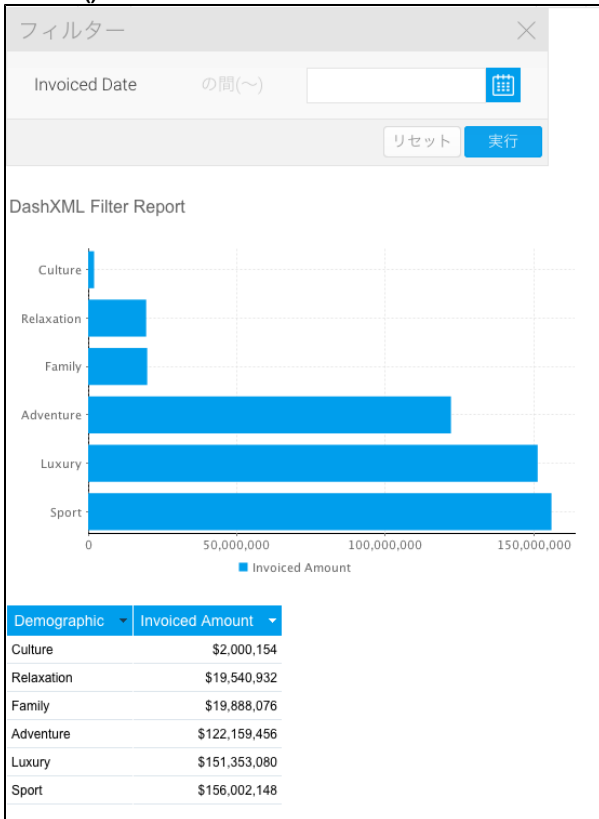 フィルター
Invoiced Date の間(～)
リセット 実行
DashXML Filter Report
Culture
Relaxation
Family
Adventure
Luxury
Sport
0 50,000,000 100,000,000 150,000,000
Invoiced Amount
Demographic Invoiced Amount
Culture $2,000,154
Relaxation $19,540,932
Family $19,888,076
Adventure $122,159,456
Luxury $151,353,080
Sport $156,002,148